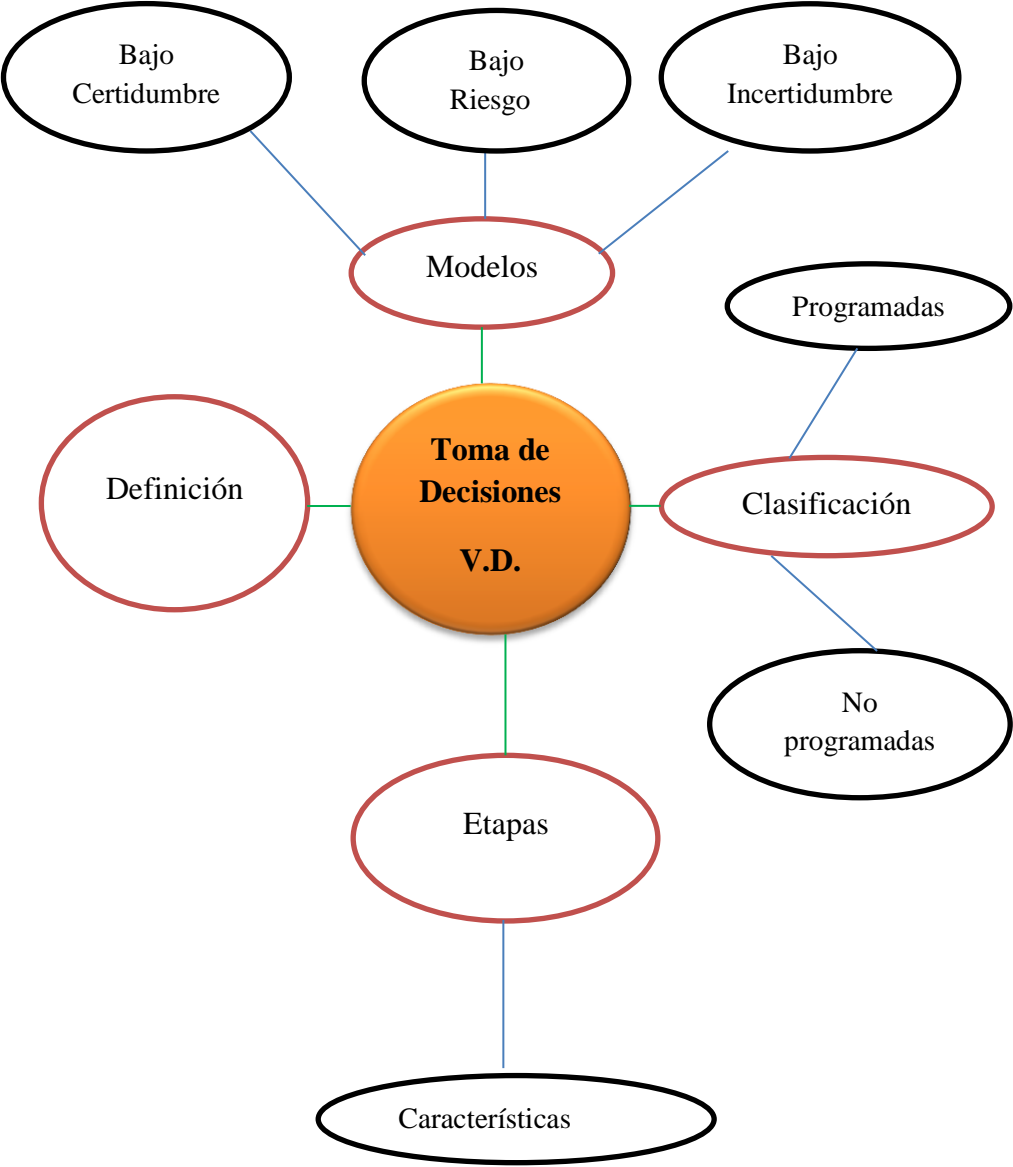 Bajo
Certidumbre
Bajo
Riesgo
Bajo
Incertidumbre
Modelos
Programadas
Toma de
Decisiones
V.D.
Definición
Clasificación
No
programadas
Etapas
Características